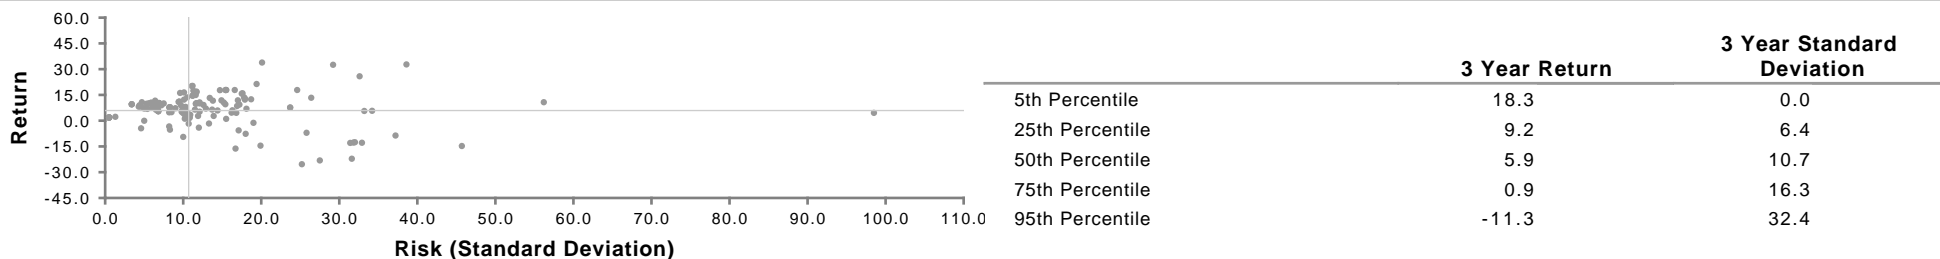 60.0
45.0
30.0
15.0
0.0
-15.0
-30.0
-45.0
Return
0.0 10.0 20.0 30.0 40.0 50.0 60.0 70.0 80.0 90.0 100.0 110.0
Risk (Standard Deviation)
3 Year Return 3 Year Standard
Deviation
5th Percentile 18.3 0.0
25th Percentile 9.2 6.4
50th Percentile 5.9 10.7
75th Percentile 0.9 16.3
95th Percentile -11.3 32.4